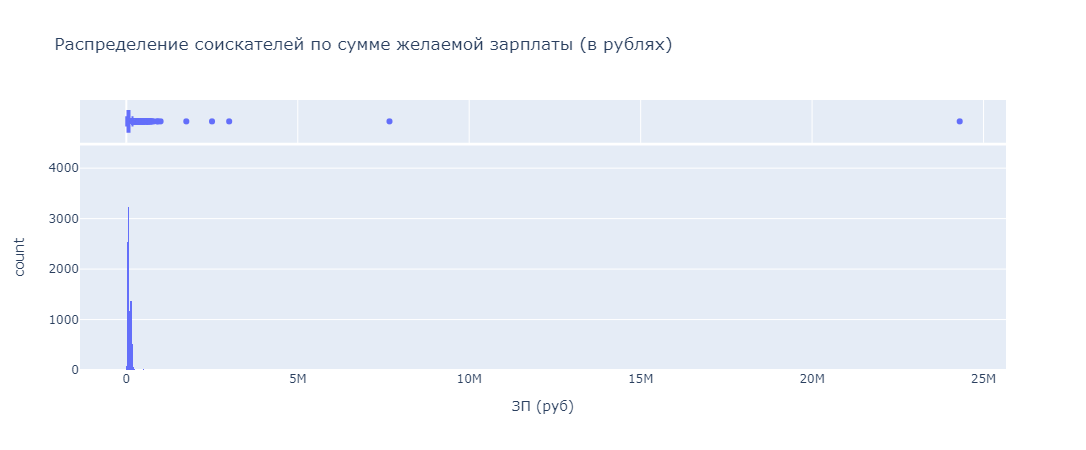 Распределение соискателей по сумме желаемой зарплаты (в рублях)
4000
3000
2000
1000
0
count
0 5M 10M 15M 20M 25M
ЗП (руб)